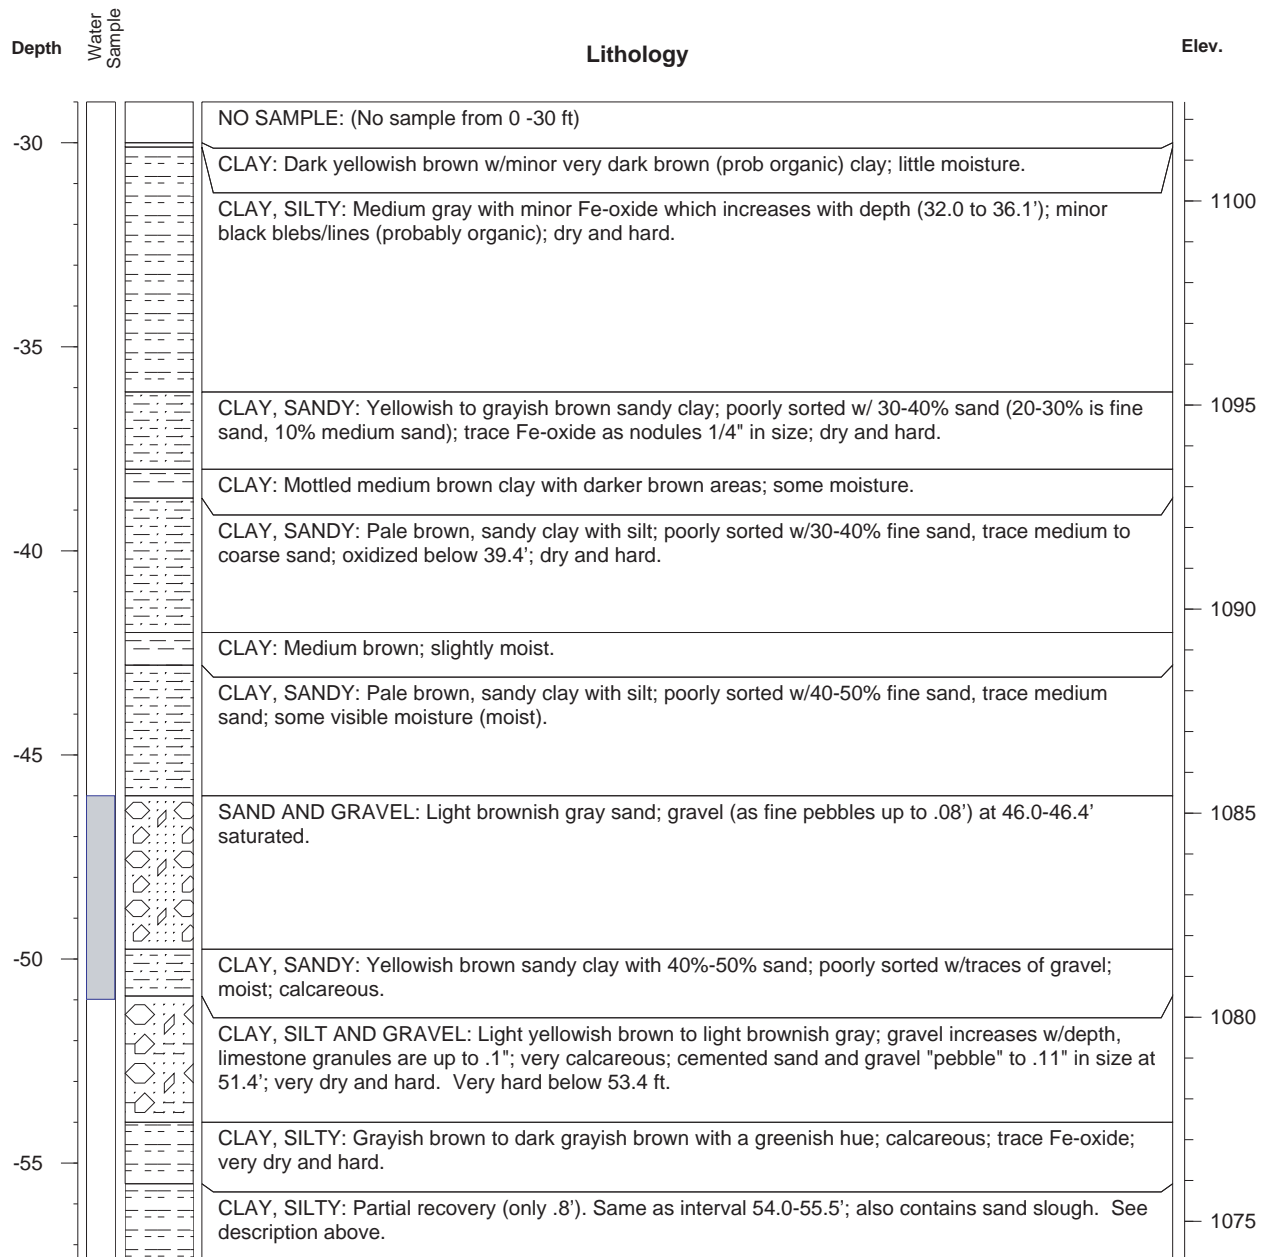 Depth
Water
Sample
Lithology
Elev.
NO SAMPLE: (No sample from 0 -30 ft)
-30
CLAY: Dark yellowish brown w/minor very dark brown (prob organic) clay; little moisture.
CLAY, SILTY: Medium gray with minor Fe-oxide which increases with depth (32.0 to 36.1'); minor
black blebs/lines (probably organic); dry and hard.
1100
-35
CLAY, SANDY: Yellowish to grayish brown sandy clay; poorly sorted w/ 30-40% sand (20-30% is fine
sand, 10% medium sand); trace Fe-oxide as nodules 1/4" in size; dry and hard.
1095
CLAY: Mottled medium brown clay with darker brown areas; some moisture.
CLAY, SANDY: Pale brown, sandy clay with silt; poorly sorted w/30-40% fine sand, trace medium to
coarse sand; oxidized below 39.4'; dry and hard.
-40
1090
CLAY: Medium brown; slightly moist.
CLAY, SANDY: Pale brown, sandy clay with silt; poorly sorted w/40-50% fine sand, trace medium
sand; some visible moisture (moist).
-45
SAND AND GRAVEL: Light brownish gray sand; gravel (as fine pebbles up to .08') at 46.0-46.4'
saturated.
1085
-50
CLAY, SANDY: Yellowish brown sandy clay with 40%-50% sand; poorly sorted w/traces of gravel;
moist; calcareous.
1080
CLAY, SILT AND GRAVEL: Light yellowish brown to light brownish gray; gravel increases w/depth,
limestone granules are up to .1"; very calcareous; cemented sand and gravel "pebble" to .11" in size at
51.4'; very dry and hard.  Very hard below 53.4 ft.
CLAY, SILTY: Grayish brown to dark grayish brown with a greenish hue; calcareous; trace Fe-oxide;
very dry and hard.
-55
CLAY, SILTY: Partial recovery (only .8'). Same as interval 54.0-55.5'; also contains sand slough.  See
description above.
1075